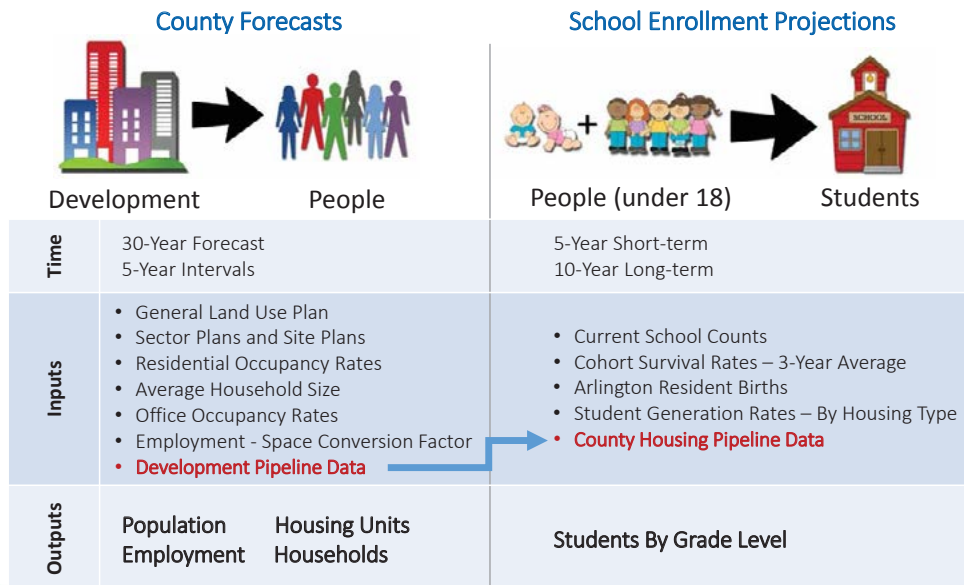 County Forecasts
School Enrollment Projections
SCHOOL
Development
People
People (under 18)
Students
Time
30-Year Forecast
5-Year Intervals
5-Year Short-term
10-Year Long-term
Inputs
• General Land Use Plan
• Sector Plans and Site Plans
• Residential Occupancy Rates
• Average Household Size
• Office Occupancy Rates
• Employment - Space Conversion Factor
• Development Pipeline Data
• Current School Counts
• Cohort Survival Rates – 3-Year Average
• Arlington Resident Births
• Student Generation Rates – By Housing Type
• County Housing Pipeline Data
Outputs
Population
Employment
Housing Units
Households
Students By Grade Level